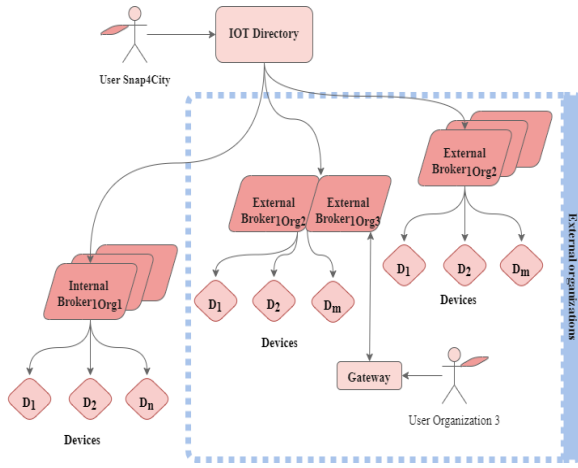 IOT Directory
User Snap4City
External organizations
External
Broker1Org2
External
Broker1Org2
External
Broker1Org3
Internal
Broker1Org1
D1
D2
Dm
Devices
D1
D2
Dm
Devices
D1
D2
Dn
Devices
Gateway
User Organization 3